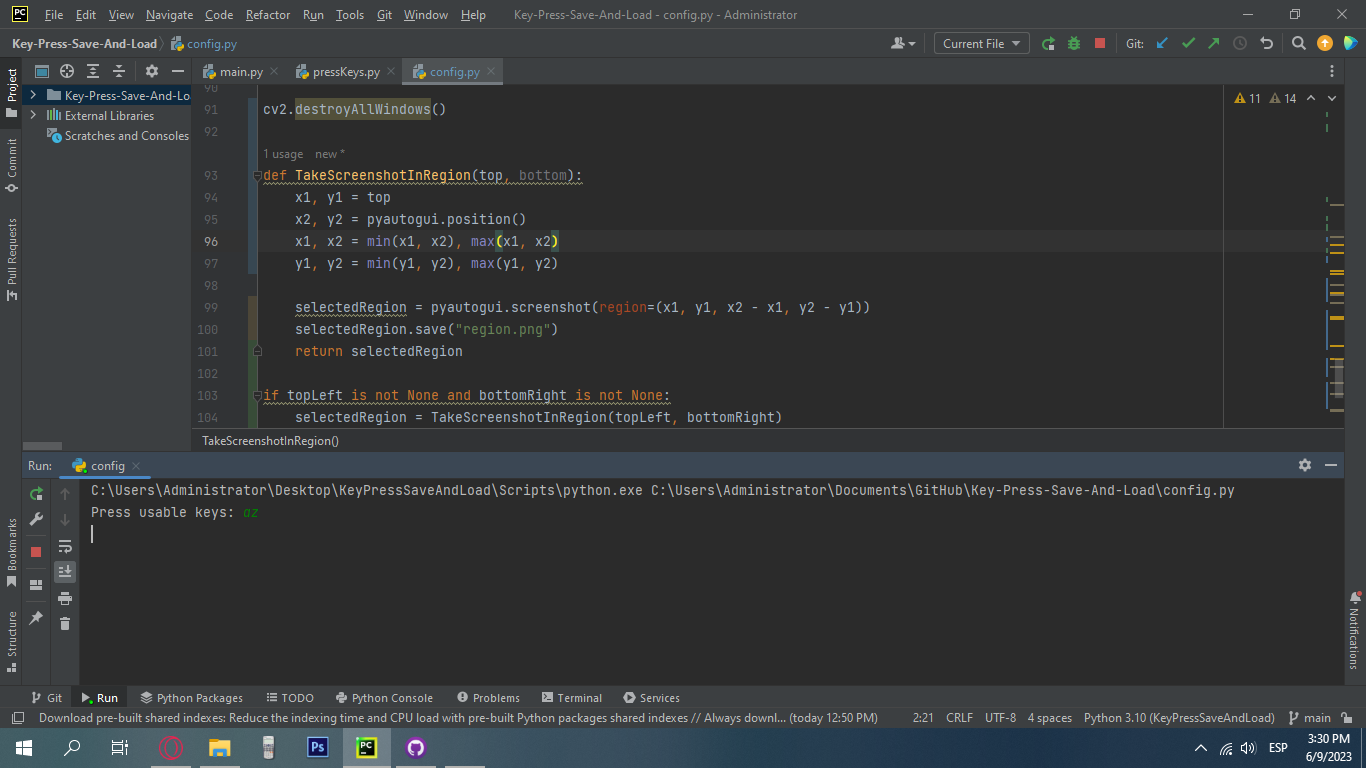 PC File Edit View Navigate Code Refactor Run Tools Git Window Help Key-Press-Save-And-Load - config.py - Administrator
Key-Press-Save-And-Load config.py Current File Git:
Project
Commit
Pull Requests
Bookmarks
Structure
Key-Press-Save-And-Lo
External Libraries
Scratches and Consoles
main.py pressKeys.py config.py
11 14
90
91 cv2.destroyAllWindows()
92
1 usage new *
93 def TakeScreenshotInRegion(top, bottom):
94 x1, y1 = top
95 x2, y2 = pyautogui.position()
96 x1, x2 = min(x1, x2), max(x1, x2)
97 y1, y2 = min(y1, y2), max(y1, y2)
98
99 selectedRegion = pyautogui.screenshot(region=(x1, y1, x2 - x1, y2 - y1))
100 selectedRegion.save("region.png")
101 return selectedRegion
102
103 if topLeft is not None and bottomRight is not None:
104 selectedRegion = TakeScreenshotInRegion(topLeft, bottomRight)
TakeScreenshotInRegion()
Run: config
C:\Users\Administrator\Desktop\KeyPressSaveAndLoad\Scripts\python.exe C:\Users\Administrator\Documents\GitHub\Key-Press-Save-And-Load\config.py
Press usable keys: az
Notifications
Git Run Python Packages TODO Python Console Problems Terminal Services
Download pre-built shared indexes: Reduce the indexing time and CPU load with pre-built Python packages shared indexes // Always downl... (today 12:50 PM) 2:21 CRLF UTF-8 4 spaces Python 3.10 (KeyPressSaveAndLoad) main
Ps PC ESP 3:30 PM
6/9/2023